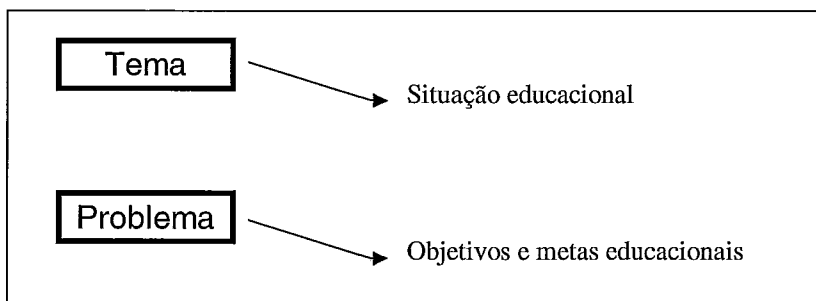 Tema
Situação educacional
Problema
Objetivos e metas educacionais